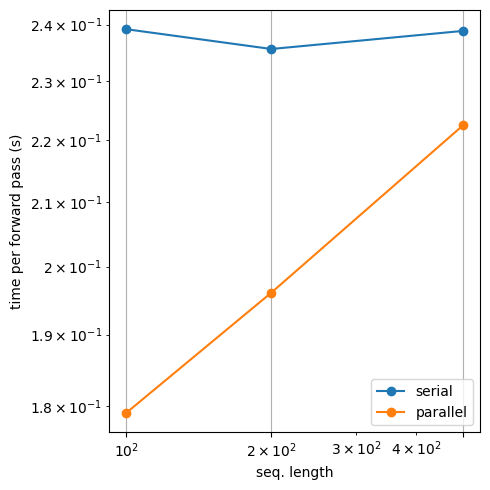 2.4 × 10⁻¹
2.3 × 10⁻¹
2.2 × 10⁻¹
2.1 × 10⁻¹
2 × 10⁻¹
1.9 × 10⁻¹
1.8 × 10⁻¹
time per forward pass (s)
serial
parallel
10² 2 × 10² 3 × 10² 4 × 10²
seq. length